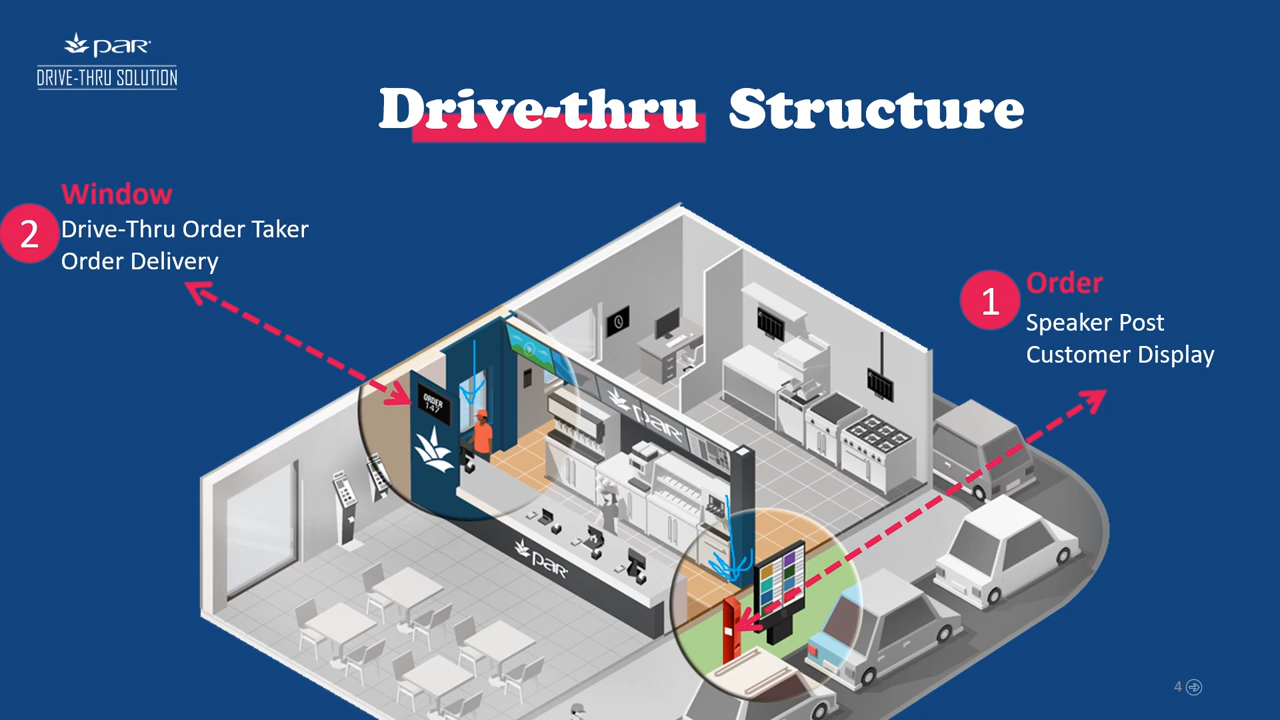 par
DRIVE-THRU SOLUTION
Drive-thru Structure
2
Window
Drive-Thru Order Taker
Order Delivery
1
Order
Speaker Post
Customer Display
ORDER
147
par
par
4